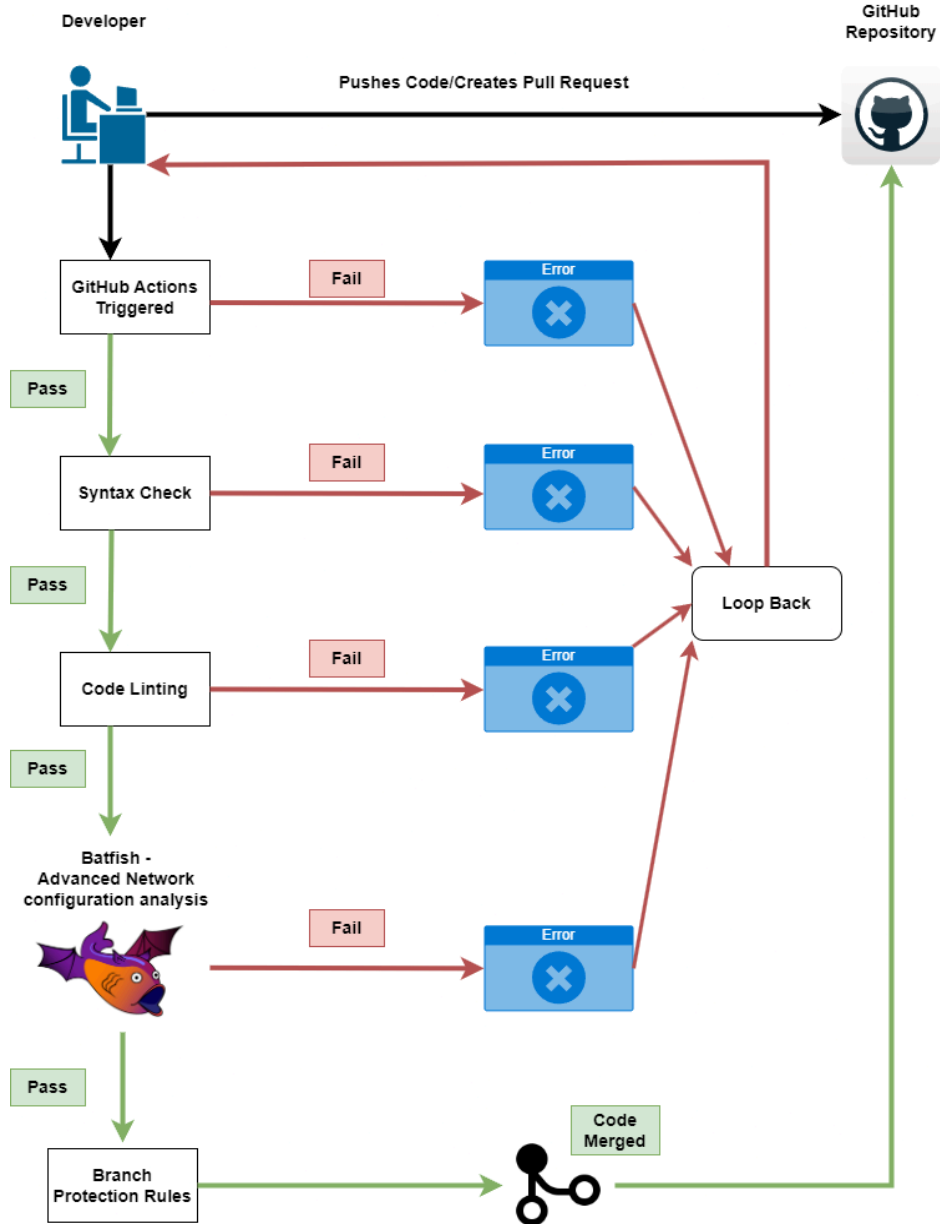 Developer
GitHub
Repository
Pushes Code/Creates Pull Request
GitHub Actions
Triggered
Fail
Error
Pass
Syntax Check
Fail
Error
Pass
Loop Back
Code Linting
Fail
Error
Pass
Batfish -
Advanced Network
configuration analysis
Fail
Error
Pass
Code
Merged
Branch
Protection Rules